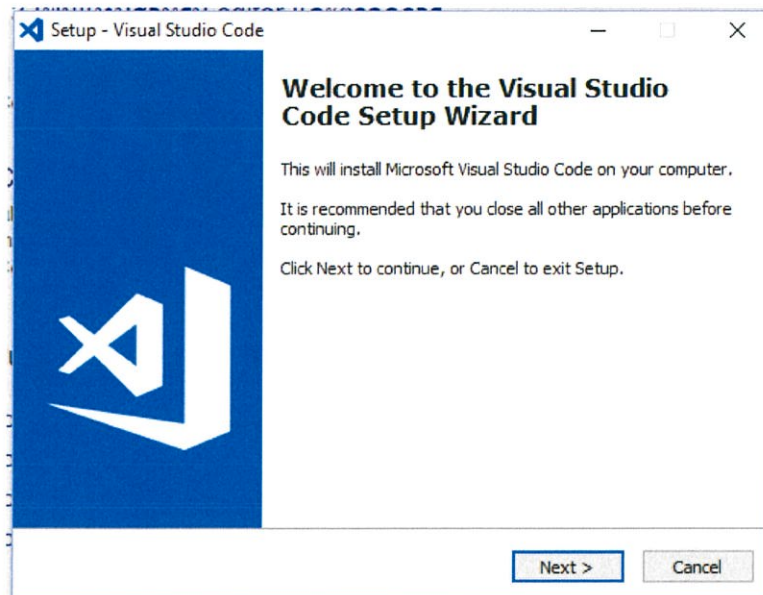 Setup - Visual Studio Code
Welcome to the Visual Studio
Code Setup Wizard
This will install Microsoft Visual Studio Code on your computer.
It is recommended that you close all other applications before
continuing.
Click Next to continue, or Cancel to exit Setup.
Next >
Cancel